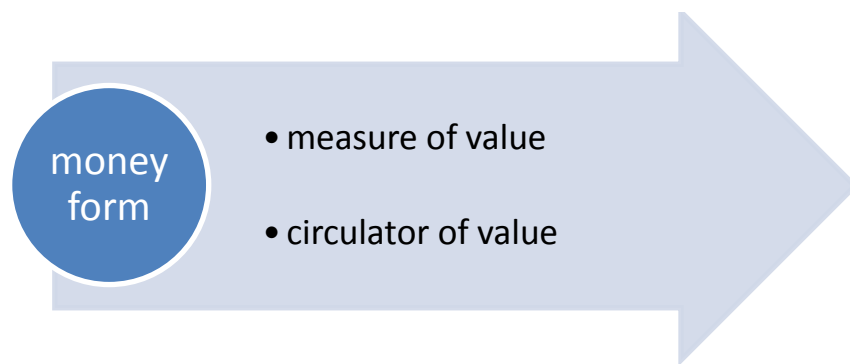 money
form
• measure of value
• circulator of value